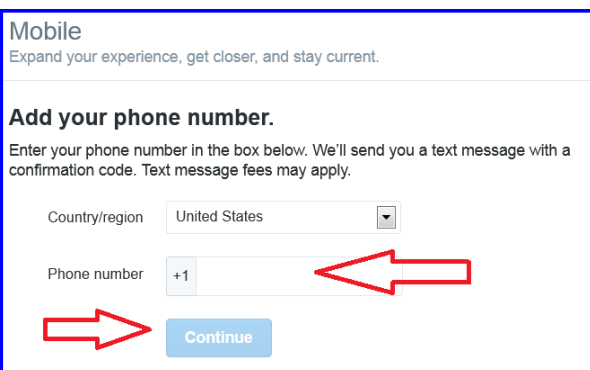 Mobile
Expand your experience, get closer, and stay current.
Add your phone number.
Enter your phone number in the box below. We'll send you a text message with a
confirmation code. Text message fees may apply.
Country/region United States
Phone number +1
Continue